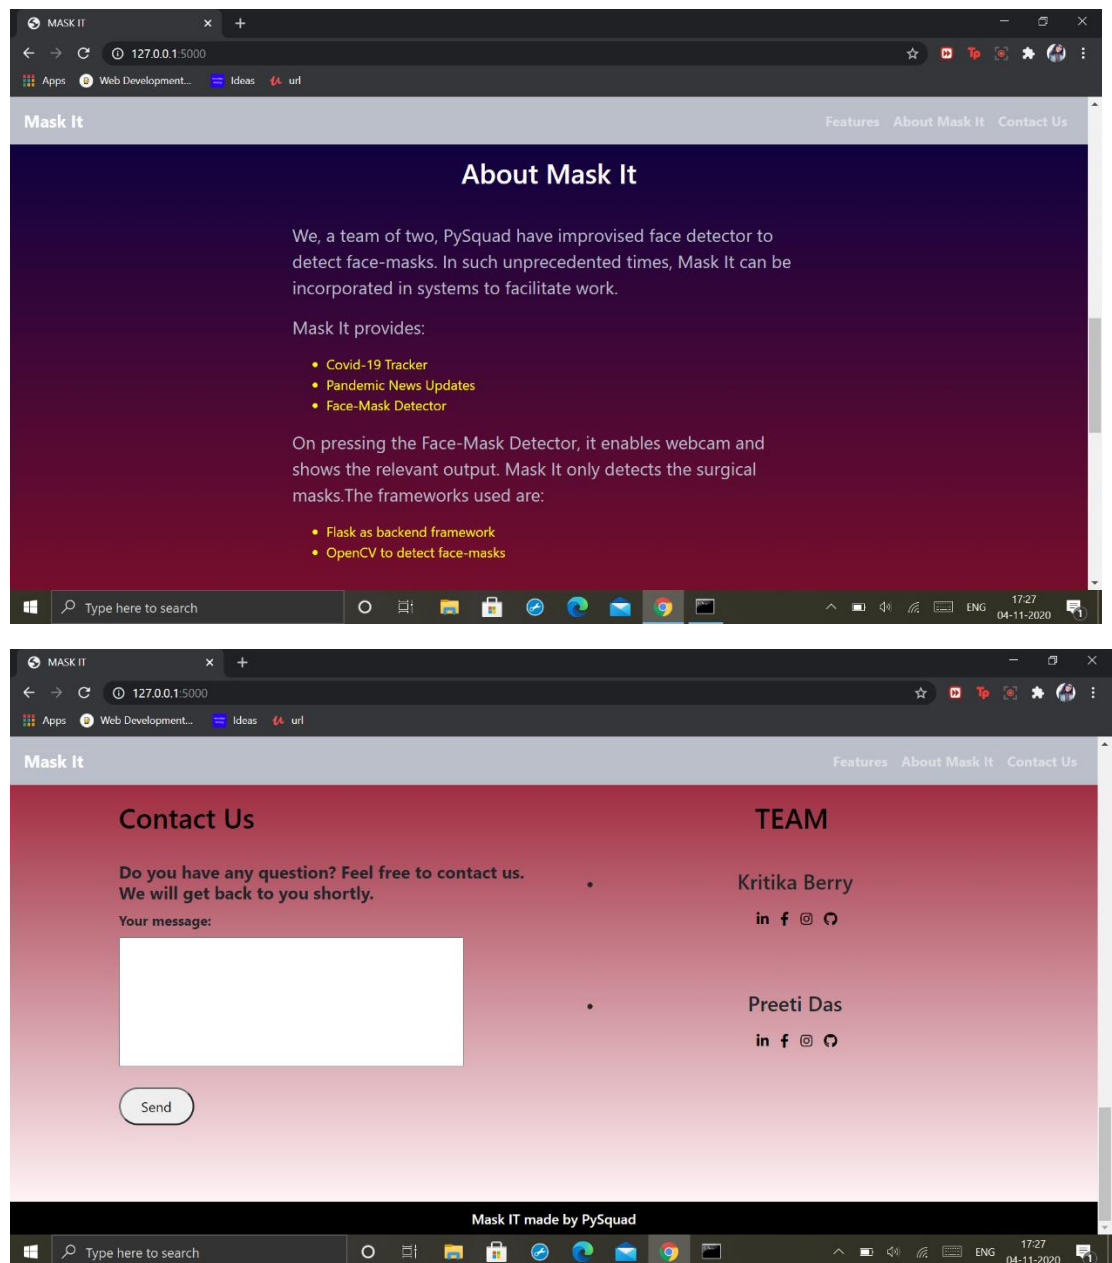 MASK IT
127.0.0.1:5000
Tp
Apps Web Development... Ideas url
Mask It Features About Mask It Contact Us
About Mask It
We, a team of two, PySquad have improvised face detector to
detect face-masks. In such unprecedented times, Mask It can be
incorporated in systems to facilitate work.
Mask It provides:
• Covid-19 Tracker
• Pandemic News Updates
• Face-Mask Detector
On pressing the Face-Mask Detector, it enables webcam and
shows the relevant output. Mask It only detects the surgical
masks.The frameworks used are:
• Flask as backend framework
• OpenCV to detect face-masks
Type here to search ENG 17:27
04-11-2020 1
MASK IT
127.0.0.1:5000
Tp
Apps Web Development... Ideas url
Mask It Features About Mask It Contact Us
Contact Us
Do you have any question? Feel free to contact us.
We will get back to you shortly.
Your message:
Send
TEAM
• Kritika Berry
in f
• Preeti Das
in f
Mask IT made by PySquad
Type here to search ENG 17:27
04-11-2020 1